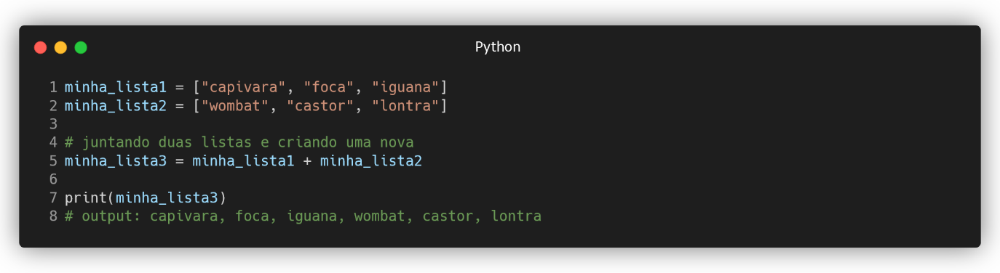 Python
1 minha_lista1 = ["capivara", "foca", "iguana"]
2 minha_lista2 = ["wombat", "castor", "lontra"]
3
4 # juntando duas listas e criando uma nova
5 minha_lista3 = minha_lista1 + minha_lista2
6
7 print(minha_lista3)
8 # output: capivara, foca, iguana, wombat, castor, lontra